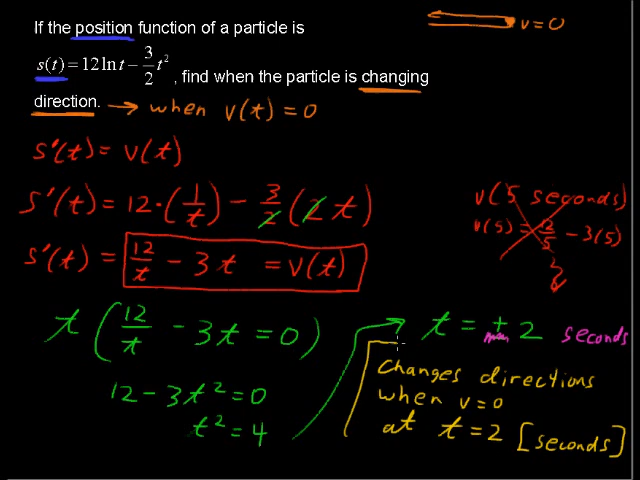 If the position function of a particle is
s(t) = 12 ln t − 3/2 t², find when the particle is changing
direction. → when v(t) = 0
v = 0
s'(t) = v(t)
s'(t) = 12 · (1/t) − 3/2 (2t)
s'(t) = 12/t − 3t = v(t)
v(5 seconds)
v(5) = 12/5 − 3(5)
t (12/t − 3t = 0)
12 − 3t² = 0
t² = 4
t = + 2 seconds
changes directions
when v = 0
at t = 2 [seconds]